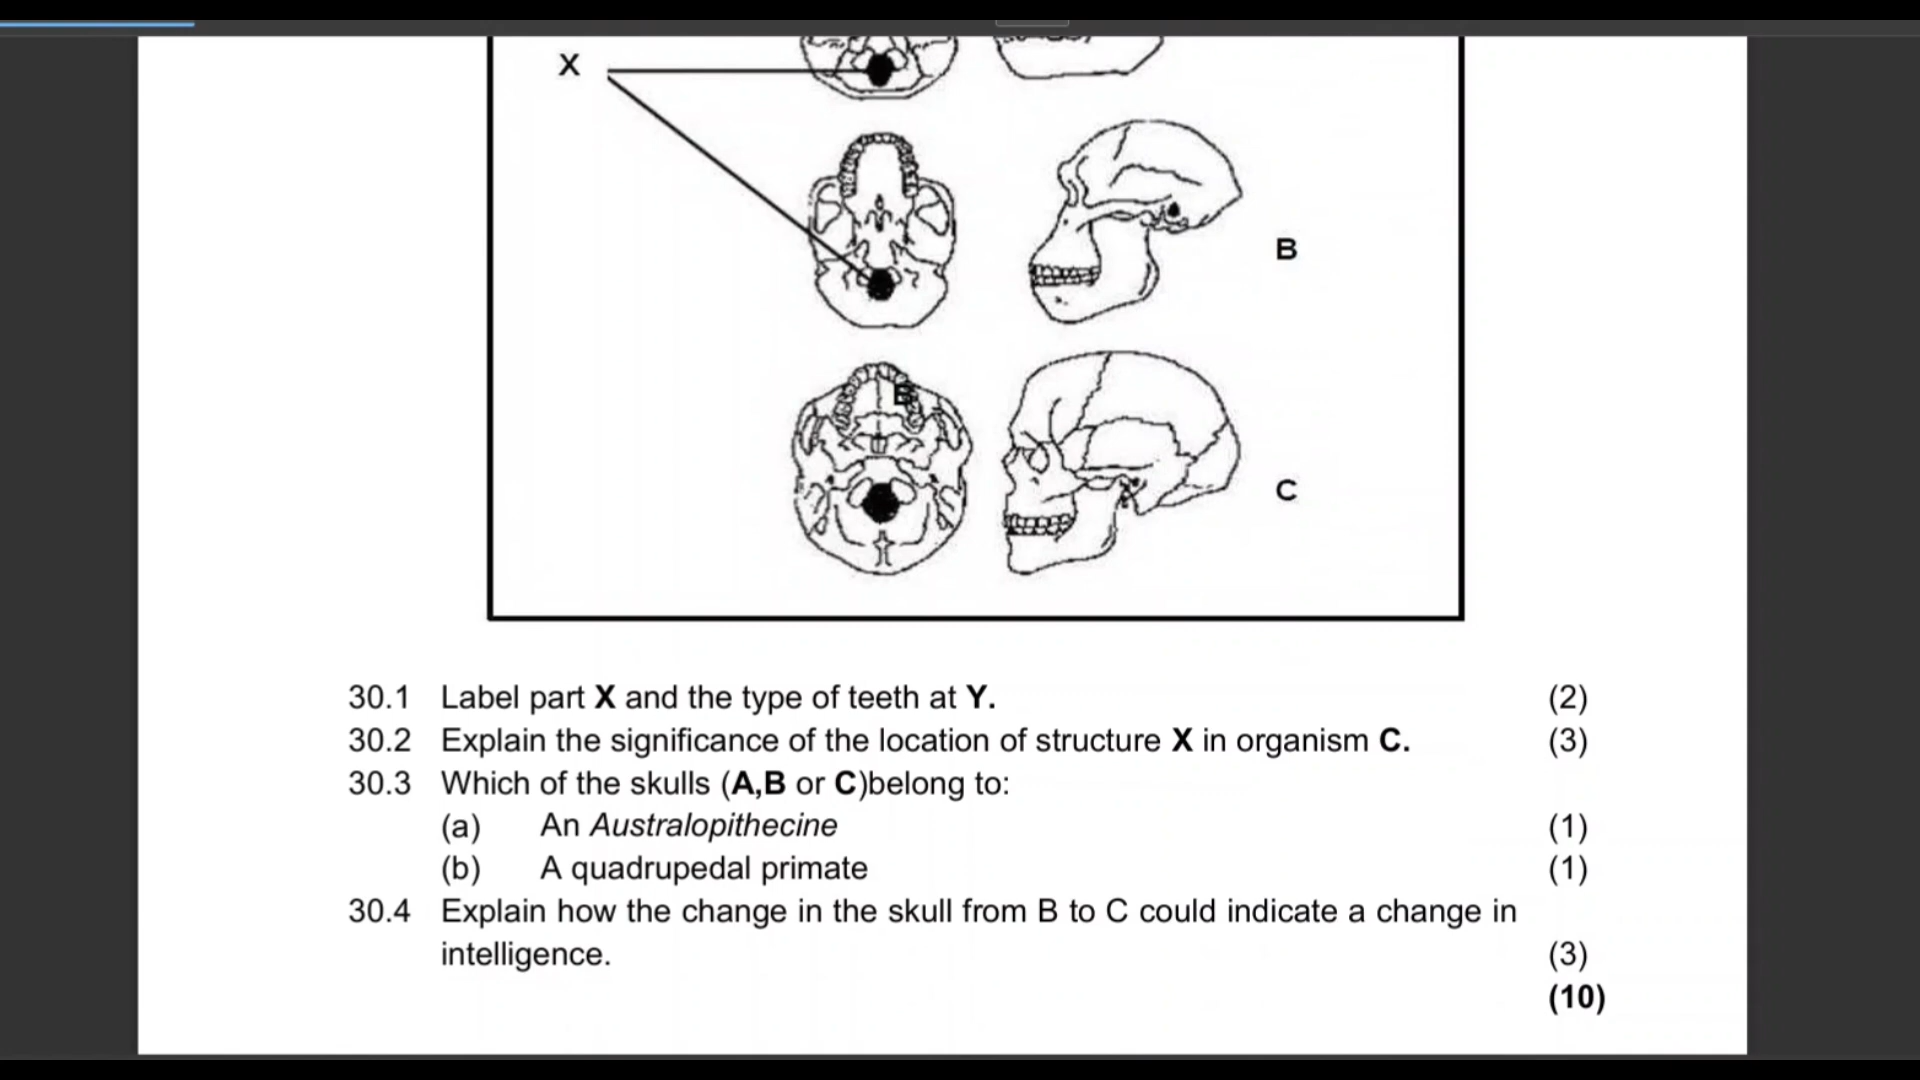 X
B
B
C
30.1 Label part X and the type of teeth at Y. (2)
30.2 Explain the significance of the location of structure X in organism C. (3)
30.3 Which of the skulls (A,B or C)belong to:
(a) An Australopithecine (1)
(b) A quadrupedal primate (1)
30.4 Explain how the change in the skull from B to C could indicate a change in
intelligence. (3)
(10)